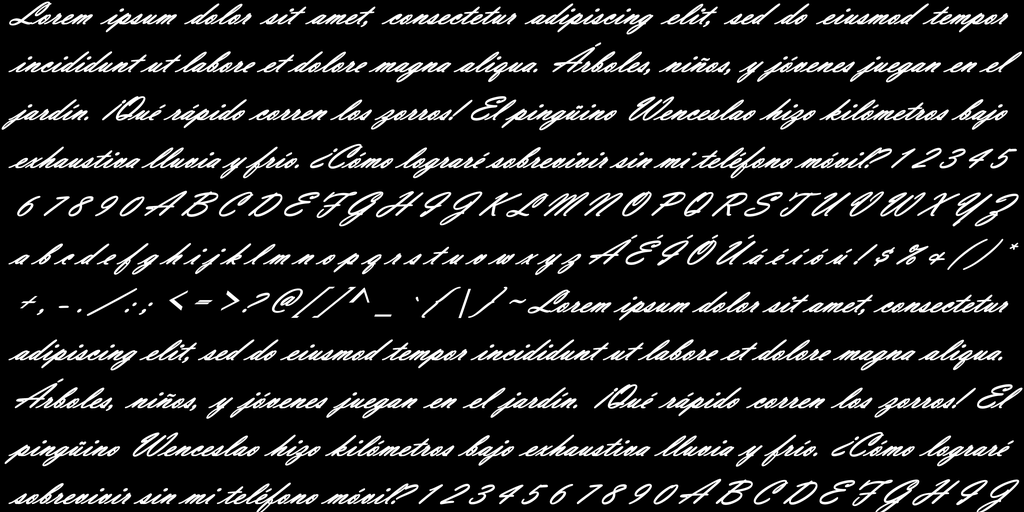 Lorem ipsum dolor sit amet, consectetur adipiscing elit, sed do eiusmod tempor
incididunt ut labore et dolore magna aliqua. Árboles, niños, y jóvenes juegan en el
jardín. ¡Qué rápido corren los zorros! El pingüino Wenceslao hizo kilómetros bajo
exhaustiva lluvia y frío. ¿Cómo lograré sobrevivir sin mi teléfono móvil? 1 2 3 4 5
6 7 8 9 0 A B C D E F G H I J K L M N O P Q R S T U V W X Y Z
a b c d e f g h i j k l m n o p q r s t u v w x y z Á É Í Ó Ú á é í ó ú ! $ % & ( ) *
+ , - . / : ; < = > ? @ [ ] ^ _ ` { | } ~ Lorem ipsum dolor sit amet, consectetur
adipiscing elit, sed do eiusmod tempor incididunt ut labore et dolore magna aliqua.
Árboles, niños, y jóvenes juegan en el jardín. ¡Qué rápido corren los zorros! El
pingüino Wenceslao hizo kilómetros bajo exhaustiva lluvia y frío. ¿Cómo lograré
sobrevivir sin mi teléfono móvil? 1 2 3 4 5 6 7 8 9 0 A B C D E F G H I J